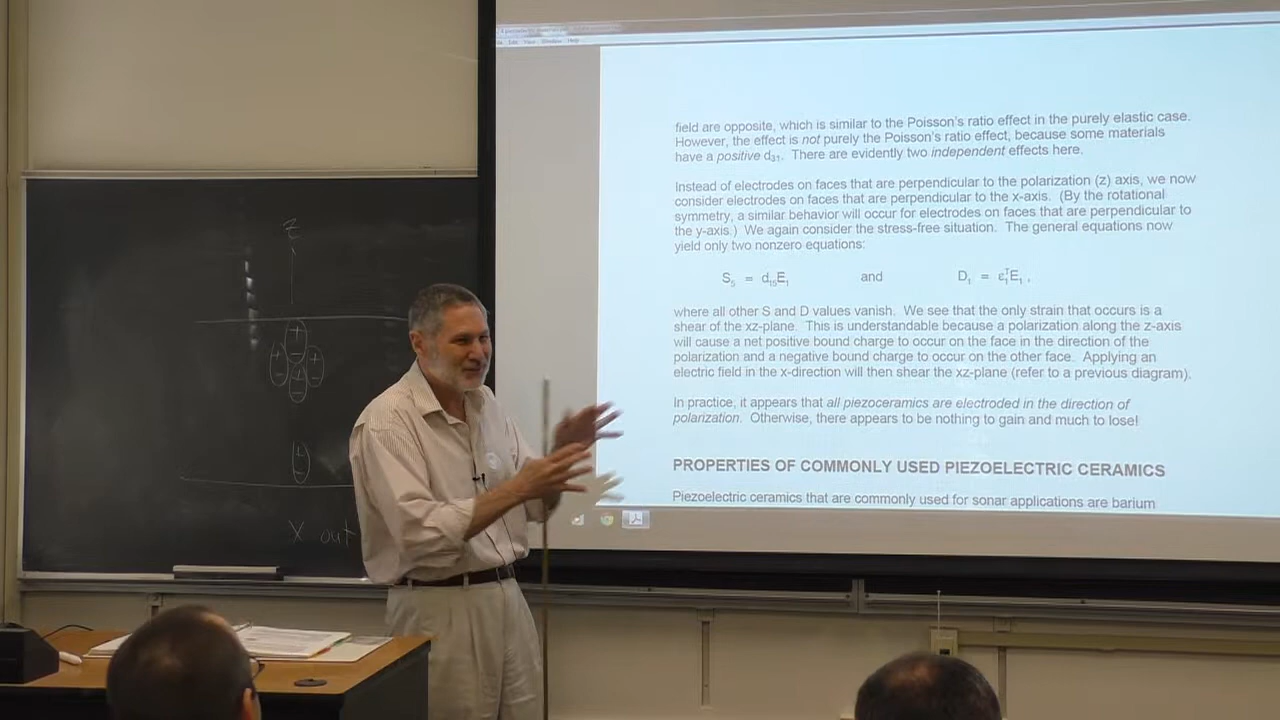 Edit View Window Help
field are opposite, which is similar to the Poisson's ratio effect in the purely elastic case.
However, the effect is not purely the Poisson's ratio effect, because some materials
have a positive d₃₁. There are evidently two independent effects here.
Instead of electrodes on faces that are perpendicular to the polarization (z) axis, we now
consider electrodes on faces that are perpendicular to the x-axis. (By the rotational
symmetry, a similar behavior will occur for electrodes on faces that are perpendicular to
the y-axis.) We again consider the stress-free situation. The general equations now
yield only two nonzero equations:
S₅ = d₁₅E₁ and D₁ = ε₁ᵀE₁ ,
where all other S and D values vanish. We see that the only strain that occurs is a
shear of the xz-plane. This is understandable because a polarization along the z-axis
will cause a net positive bound charge to occur on the face in the direction of the
polarization and a negative bound charge to occur on the other face. Applying an
electric field in the x-direction will then shear the xz-plane (refer to a previous diagram).
In practice, it appears that all piezoceramics are electroded in the direction of
polarization. Otherwise, there appears to be nothing to gain and much to lose!
PROPERTIES OF COMMONLY USED PIEZOELECTRIC CERAMICS
Piezoelectric ceramics that are commonly used for sonar applications are barium
z
+
+ − +
− + −
−
X out